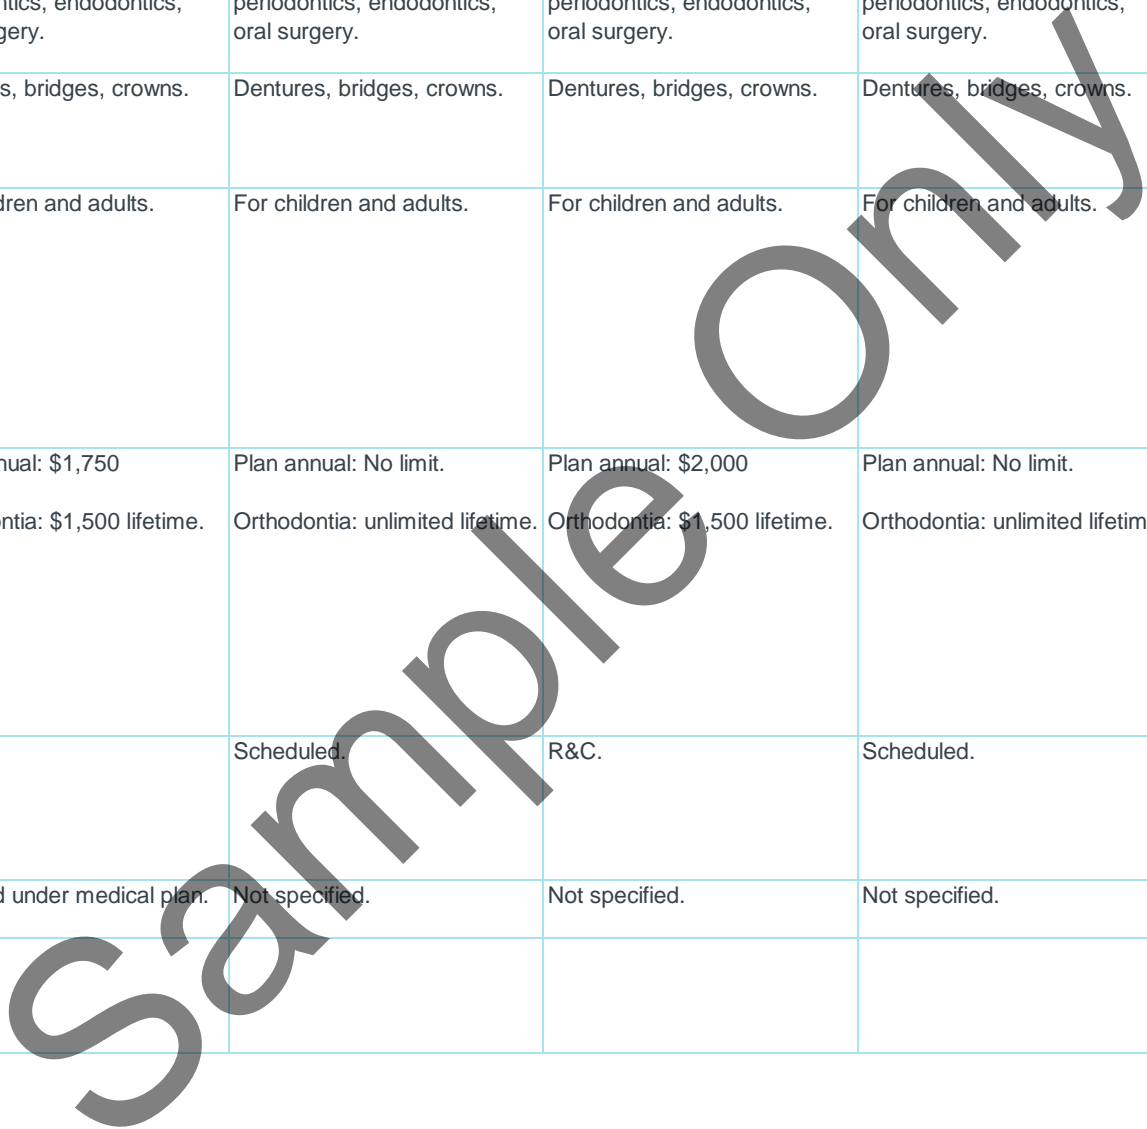 ntics, endodontics, periodontics, endodontics, periodontics, endodontics, periodontics, endodontics,
gery. oral surgery. oral surgery. oral surgery.
s, bridges, crowns. Dentures, bridges, crowns. Dentures, bridges, crowns. Dentures, bridges, crowns.
dren and adults. For children and adults. For children and adults. For children and adults.
nual: $1,750 Plan annual: No limit. Plan annual: $2,000 Plan annual: No limit.
ntia: $1,500 lifetime. Orthodontia: unlimited lifetime. Orthodontia: $1,500 lifetime. Orthodontia: unlimited lifetim
Scheduled. R&C. Scheduled.
d under medical plan. Not specified. Not specified. Not specified.
Sample Only